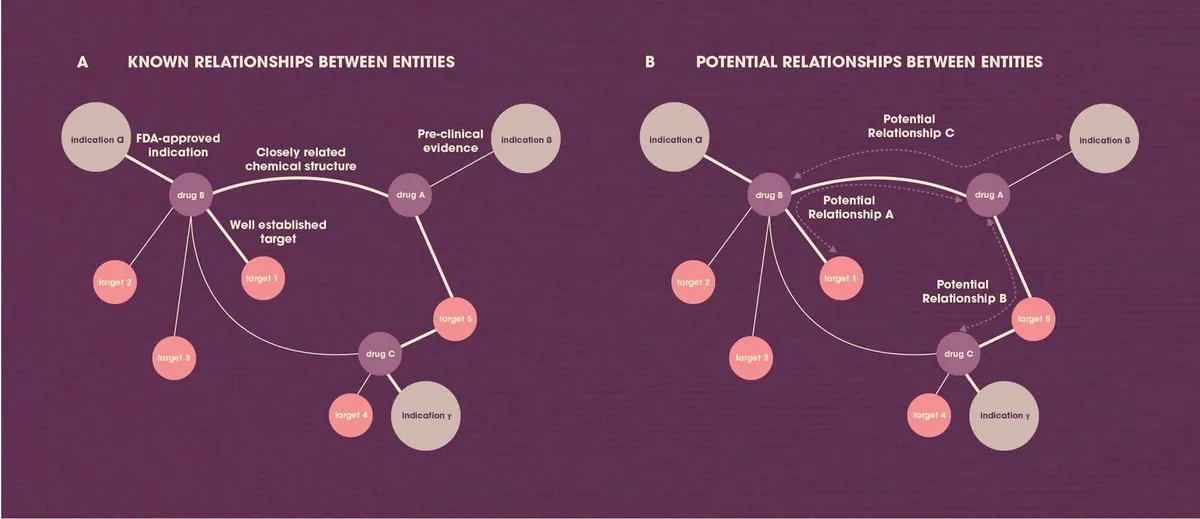 A KNOWN RELATIONSHIPS BETWEEN ENTITIES
indication α
FDA-approved
indication
Closely related
chemical structure
Pre-clinical
evidence
indication ß
drug B
drug A
Well established
target
target 2
target 1
target 5
target 3
drug C
target 4
indication γ
B POTENTIAL RELATIONSHIPS BETWEEN ENTITIES
indication α
Potential
Relationship C
indication ß
drug B
drug A
Potential
Relationship A
target 2
target 1
Potential
Relationship B
target 5
target 3
drug C
target 4
indication γ